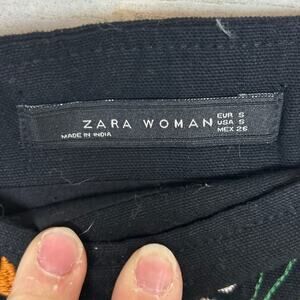 ZARA WOMAN
MADE IN INDIA
EUR S
USA S
MEX 26